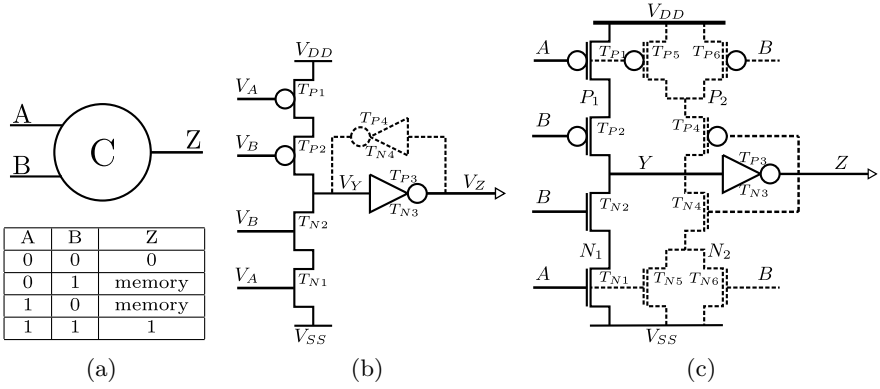 A
B
C
Z
A B Z
0 0 0
0 1 memory
1 0 memory
1 1 1
(a)
V_DD
V_A
T_P1
V_B
T_P2
T_P4
T_N4
V_Y
T_P3
T_N3
V_Z
V_B
T_N2
V_A
T_N1
V_SS
(b)
V_DD
A T_P1 T_P5 T_P6 B
P_1 P_2
B T_P2 T_P4
Y T_P3 Z
T_N3
B T_N2 T_N4
N_1 N_2
A T_N1 T_N5 T_N6 B
V_SS
(c)